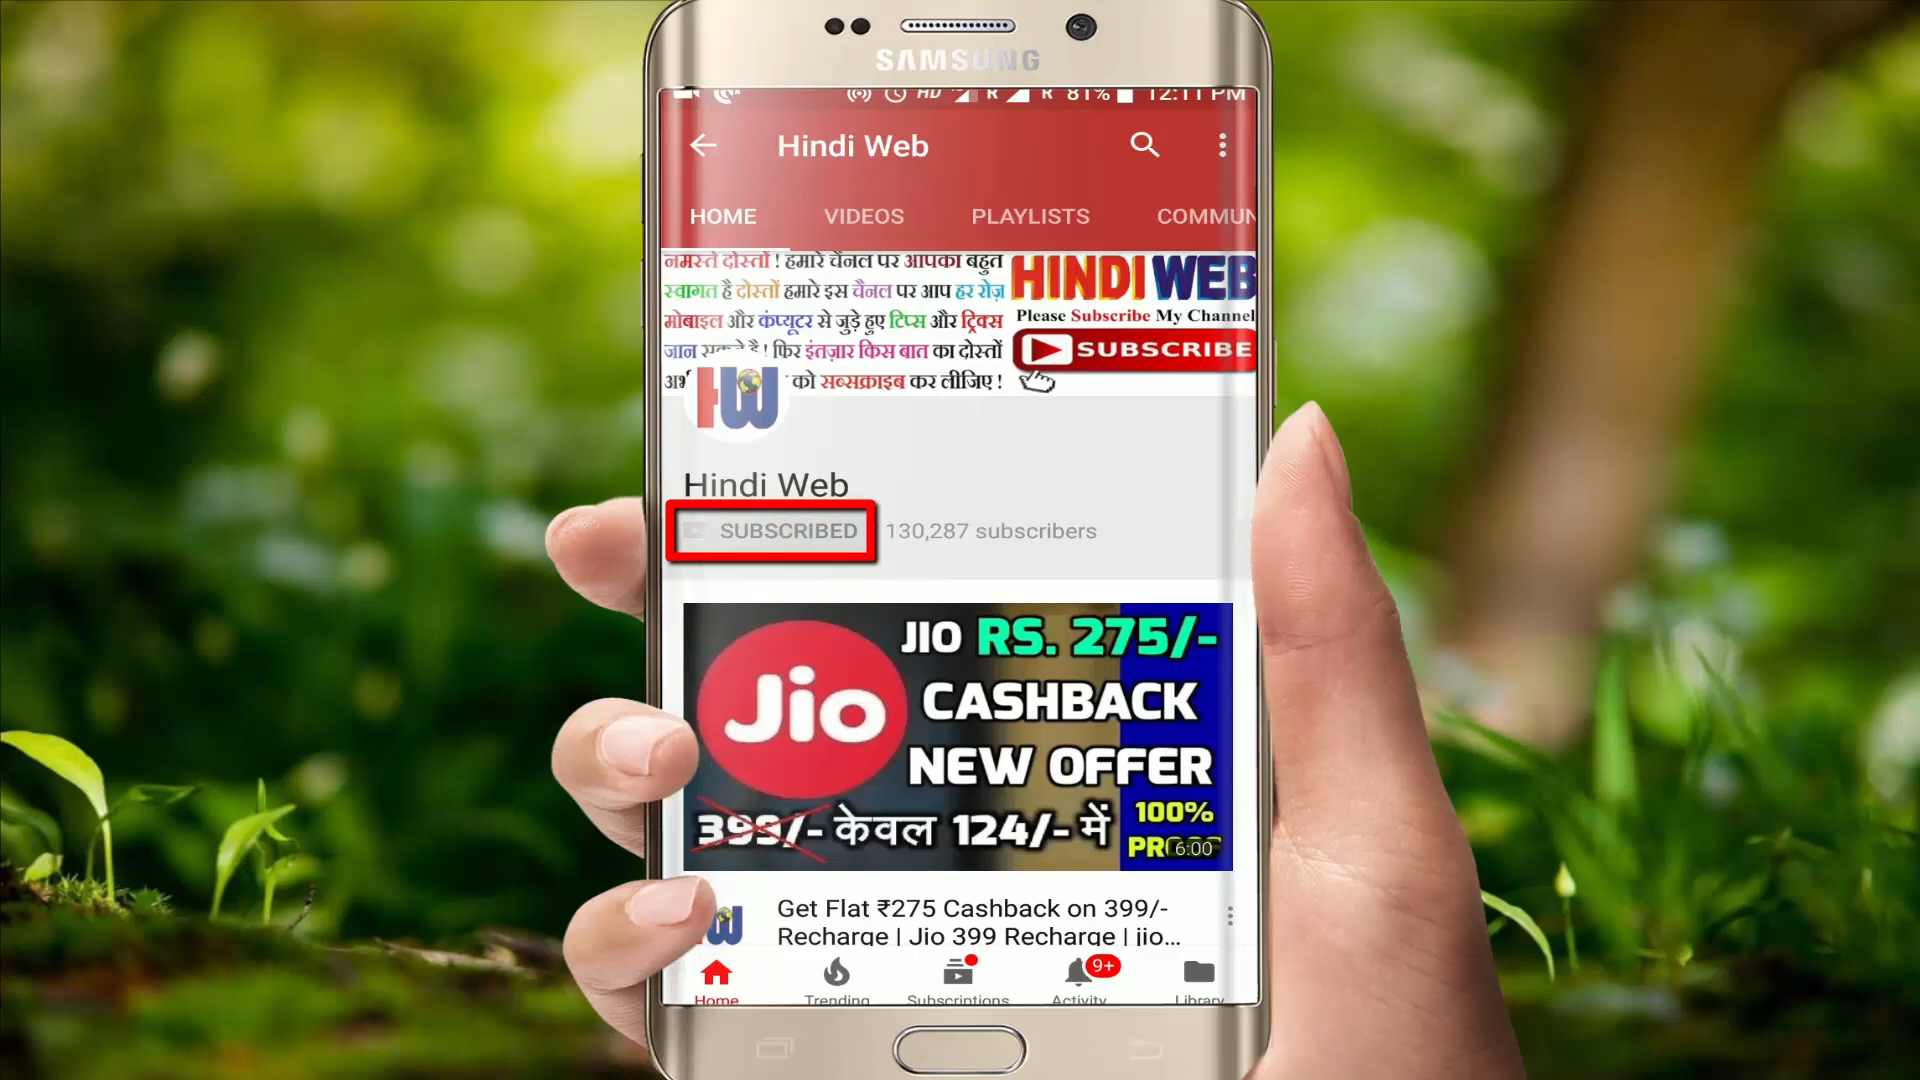 SAMSUNG
HD R R 81% 12:11 PM
Hindi Web
HOME VIDEOS PLAYLISTS COMMUN
नमस्ते दोस्तों ! हमारे चैनल पर आपका बहुत
स्वागत है दोस्तों हमारे इस चैनल पर आप हर रोज़
मोबाइल और कंप्यूटर से जुड़े हुए टिप्स और ट्रिक्स
जान सकते है ! फिर इंतज़ार किस बात का दोस्तों
को सब्सक्राइब कर लीजिए !
HINDI WEB
Please Subscribe My Channel
SUBSCRIBE
HW
Hindi Web
SUBSCRIBED 130,287 subscribers
JIO RS. 275/-
Jio
CASHBACK
NEW OFFER
399/- केवल 124/- में
100%
6:00
Get Flat ₹275 Cashback on 399/-
Recharge | Jio 399 Recharge | jio...
9+
Home Trending Subscriptions Activity Library